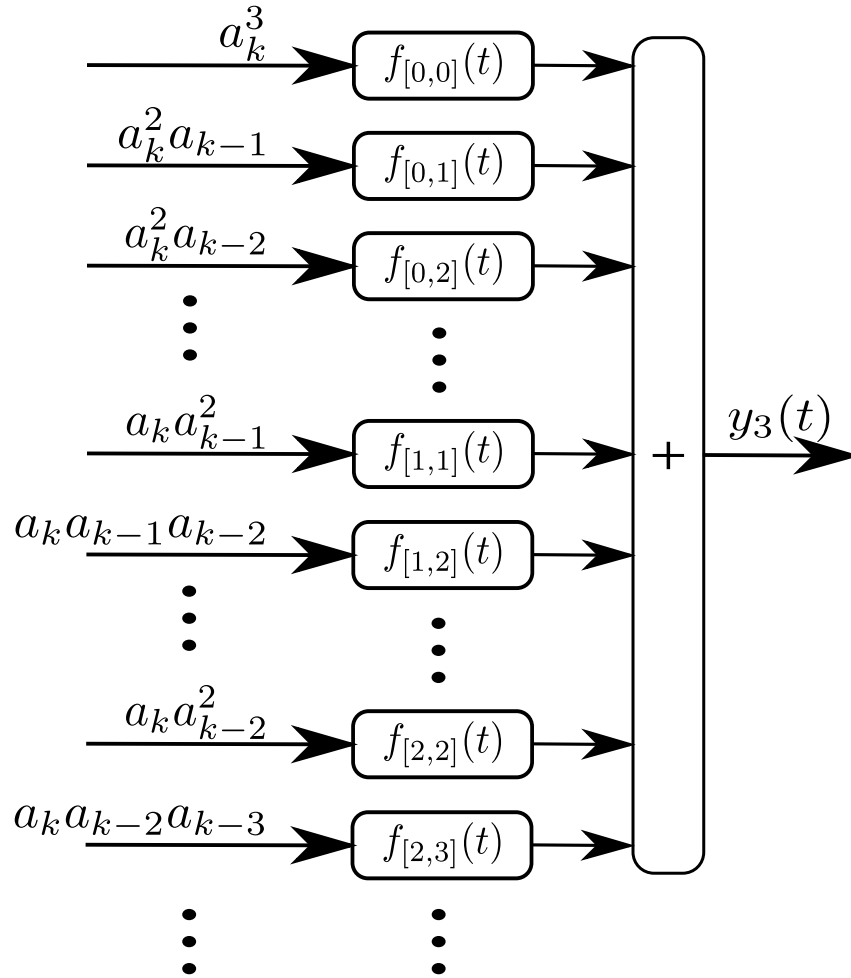 a_k^3 f_{[0,0]}(t)
a_k^2 a_{k-1} f_{[0,1]}(t)
a_k^2 a_{k-2} f_{[0,2]}(t)
a_k a_{k-1}^2 f_{[1,1]}(t) + y_3(t)
a_k a_{k-1} a_{k-2} f_{[1,2]}(t)
a_k a_{k-2}^2 f_{[2,2]}(t)
a_k a_{k-2} a_{k-3} f_{[2,3]}(t)